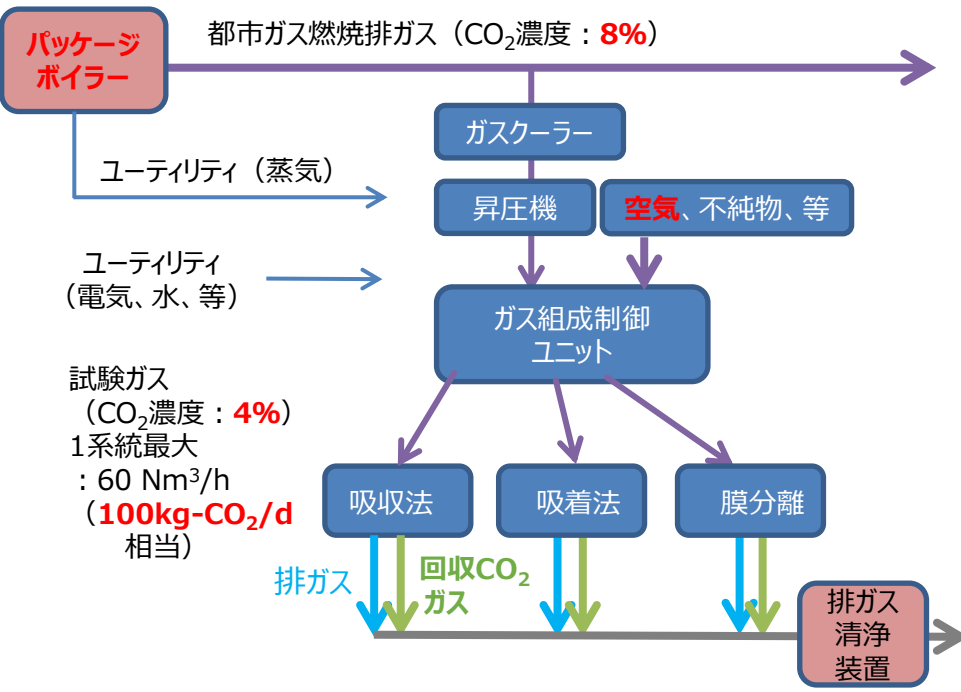 パッケージ
ボイラー
都市ガス燃焼排ガス（CO₂濃度：8%）
ガスクーラー
ユーティリティ（蒸気）
昇圧機
空気、不純物、等
ユーティリティ
（電気、水、等）
ガス組成制御
ユニット
試験ガス
（CO₂濃度：4%）
1系統最大
：60 Nm³/h
（100kg-CO₂/d
相当）
吸収法
吸着法
膜分離
排ガス
回収CO₂
ガス
排ガス
清浄
装置